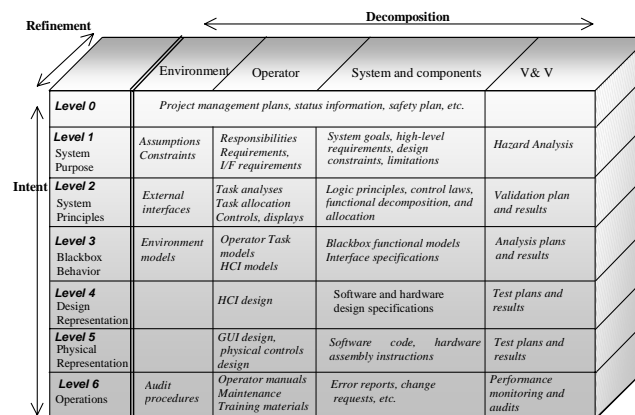 Decomposition
Refinement
Environment Operator System and components V& V
Level 0 Project management plans, status information, safety plan, etc.
Level 1
System
Purpose
Assumptions
Constraints
Responsibilities
Requirements,
I/F requirements
System goals, high-level
requirements, design
constraints, limitations
Hazard Analysis
Intent
Level 2
System
Principles
External
interfaces
Task analyses
Task allocation
Controls, displays
Logic principles, control laws,
functional decomposition, and
allocation
Validation plan
and results
Level 3
Blackbox
Behavior
Environment
models
Operator Task
models
HCI models
Blackbox functional models
Interface specifications
Analysis plans
and results
Level 4
Design
Representation
HCI design
Software and hardware
design specifications
Test plans and
results
Level 5
Physical
Representation
GUI design,
physical controls
design
Software code, hardware
assembly instructions
Test plans and
results
Level 6
Operations
Audit
procedures
Operator manuals
Maintenance
Training materials
Error reports, change
requests, etc.
Performance
monitoring and
audits